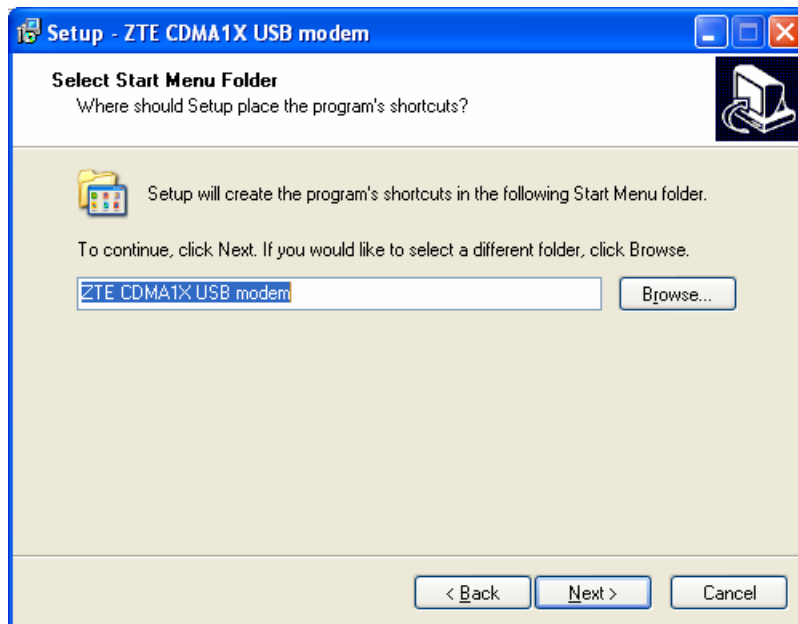 Setup - ZTE CDMA1X USB modem
Select Start Menu Folder
Where should Setup place the program's shortcuts?
Setup will create the program's shortcuts in the following Start Menu folder.
To continue, click Next. If you would like to select a different folder, click Browse.
ZTE CDMA1X USB modem
Browse...
< Back
Next >
Cancel